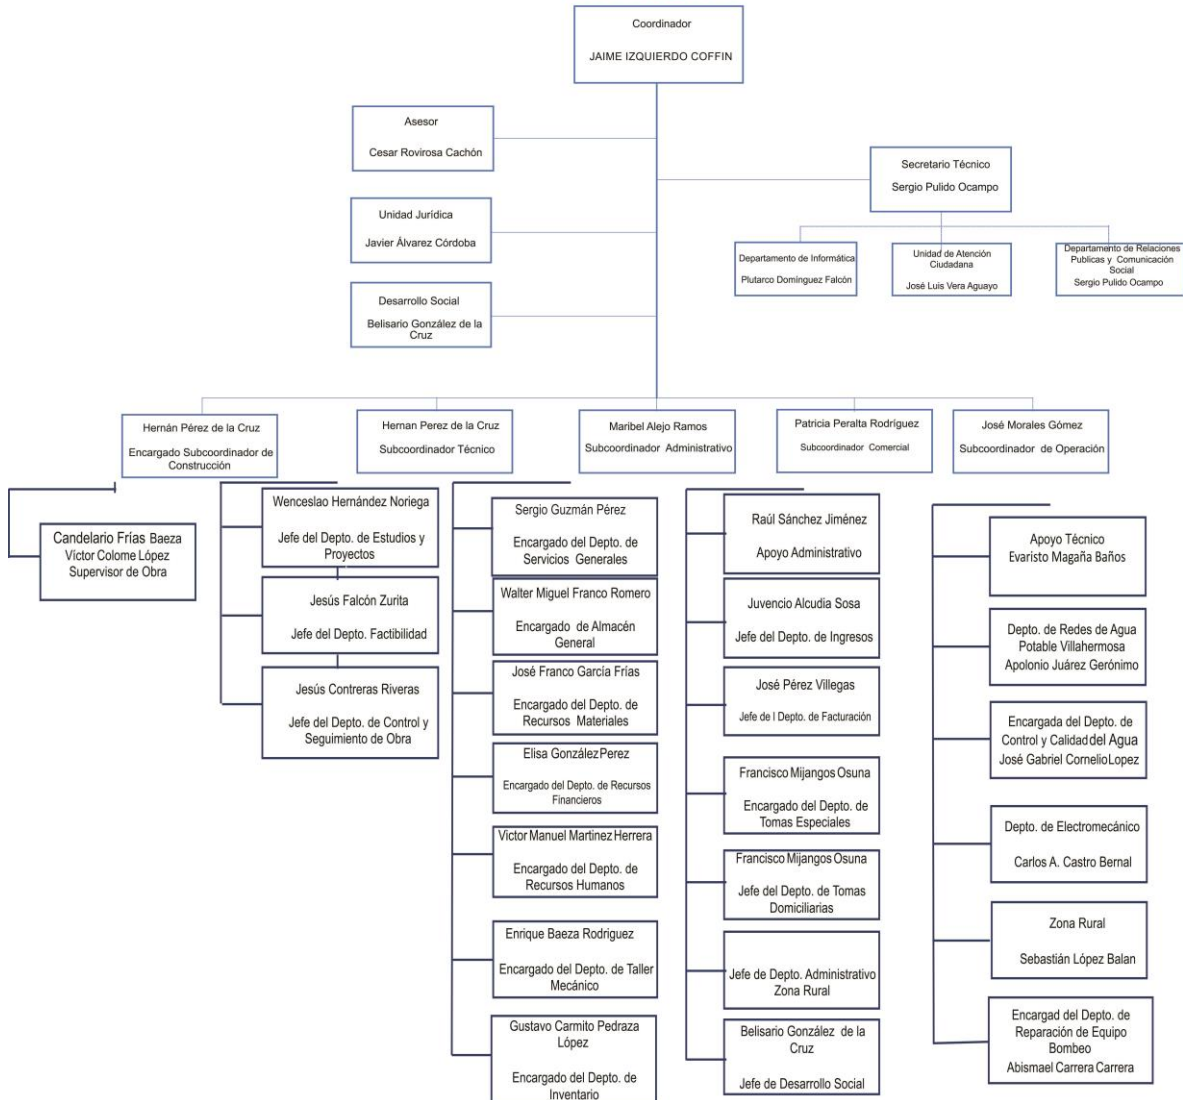 Coordinador
JAIME IZQUIERDO COFFIN
Asesor
Cesar Rovirosa Cachón
Secretario Técnico
Sergio Pulido Ocampo
Unidad Jurídica
Javier Álvarez Córdoba
Departamento de Informática
Plutarco Domínguez Falcón
Unidad de Atención
Ciudadana
José Luis Vera Aguayo
Departamento de Relaciones
Publicas y Comunicación
Social
Sergio Pulido Ocampo
Desarrollo Social
Belisario González de la
Cruz
Hernán Pérez de la Cruz
Encargado Subcoordinador de
Construcción
Hernan Perez de la Cruz
Subcoordinador Técnico
Maribel Alejo Ramos
Subcoordinador Administrativo
Patricia Peralta Rodríguez
Subcoordinador Comercial
José Morales Gómez
Subcoordinador de Operación
Candelario Frías Baeza
Víctor Colome López
Supervisor de Obra
Wenceslao Hernández Noriega
Jefe del Depto. de Estudios y
Proyectos
Jesús Falcón Zurita
Jefe del Depto. Factibilidad
Jesús Contreras Riveras
Jefe del Depto. de Control y
Seguimiento de Obra
Sergio Guzmán Pérez
Encargado del Depto. de
Servicios Generales
Walter Miguel Franco Romero
Encargado de Almacén
General
José Franco García Frías
Encargado del Depto. de
Recursos Materiales
Elisa González Perez
Encargado del Depto. de Recursos
Financieros
Victor Manuel Martinez Herrera
Encargado del Depto. de
Recursos Humanos
Enrique Baeza Rodriguez
Encargado del Depto. de Taller
Mecánico
Gustavo Carmito Pedraza
López
Encargado del Depto. de
Inventario
Raúl Sánchez Jiménez
Apoyo Administrativo
Juvencio Alcudia Sosa
Jefe del Depto. de Ingresos
José Pérez Villegas
Jefe de l Depto. de Facturación
Francisco Mijangos Osuna
Encargado del Depto. de
Tomas Especiales
Francisco Mijangos Osuna
Jefe del Depto. de Tomas
Domiciliarias
Jefe de Depto. Administrativo
Zona Rural
Belisario González de la
Cruz
Jefe de Desarrollo Social
Apoyo Técnico
Evaristo Magaña Baños
Depto. de Redes de Agua
Potable Villahermosa
Apolonio Juárez Gerónimo
Encargada del Depto. de
Control y Calidad del Agua
José Gabriel Cornelio Lopez
Depto. de Electromecánico
Carlos A. Castro Bernal
Zona Rural
Sebastián López Balan
Encargad del Depto. de
Reparación de Equipo
Bombeo
Abismael Carrera Carrera